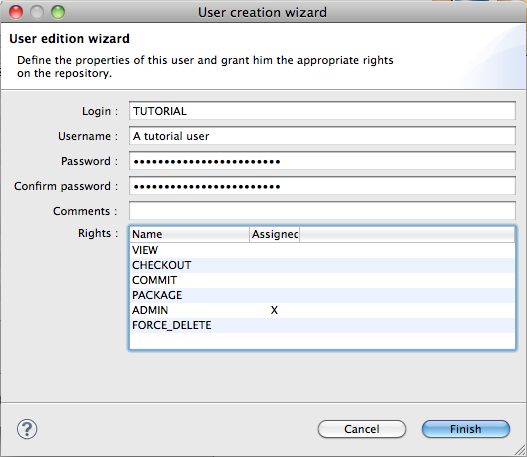 User creation wizard
User edition wizard
Define the properties of this user and grant him the appropriate rights
on the repository.
Login : TUTORIAL
Username : A tutorial user
Password : ••••••••••••••••••••••••
Confirm password : ••••••••••••••••••••••••
Comments :
Rights : Name Assigned
VIEW
CHECKOUT
COMMIT
PACKAGE
ADMIN X
FORCE_DELETE
? Cancel Finish